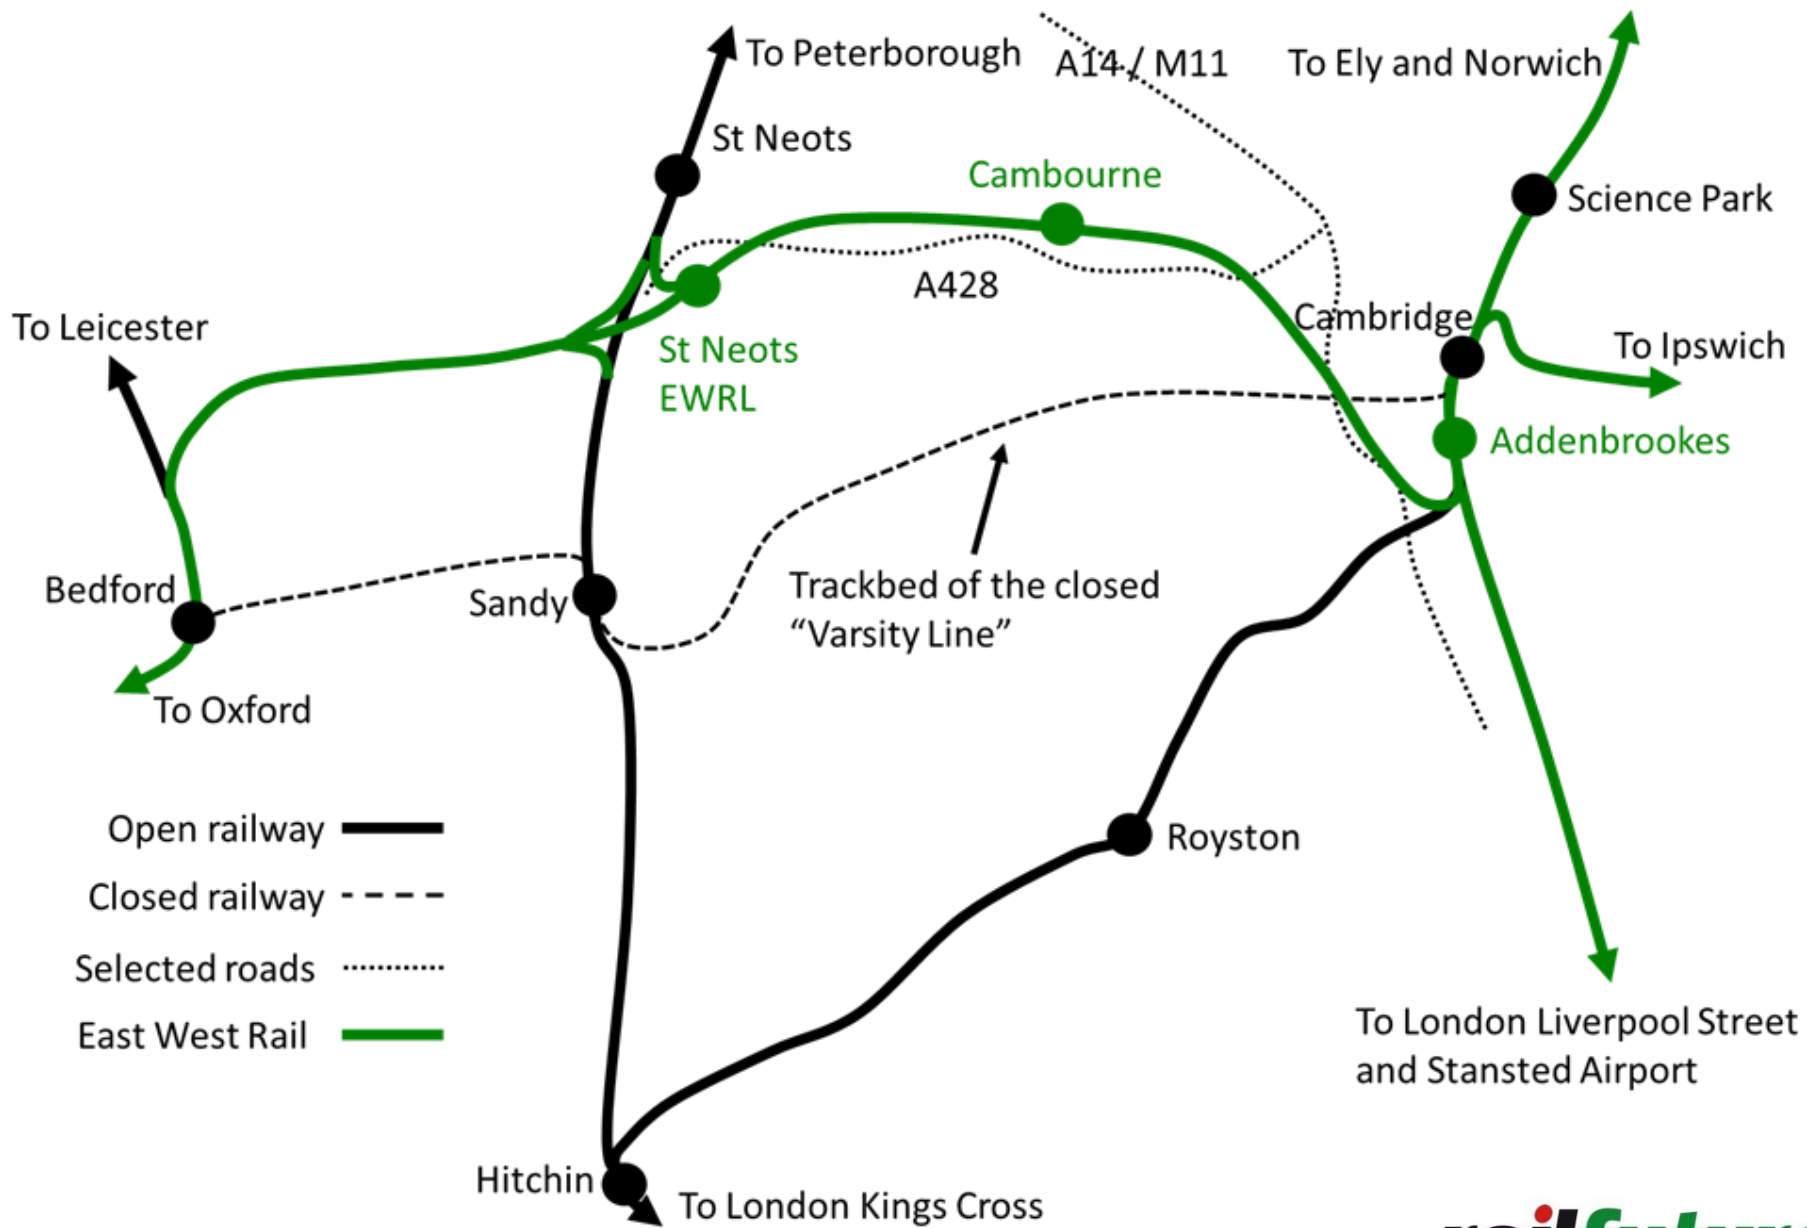 To Peterborough
A14 / M11
To Ely and Norwich
St Neots
Cambourne
Science Park
A428
To Leicester
Cambridge
St Neots
EWRL
To Ipswich
Addenbrookes
Bedford
Sandy
Trackbed of the closed
“Varsity Line”
To Oxford
Open railway
Royston
Closed railway
Selected roads
East West Rail
To London Liverpool Street
and Stansted Airport
Hitchin
To London Kings Cross